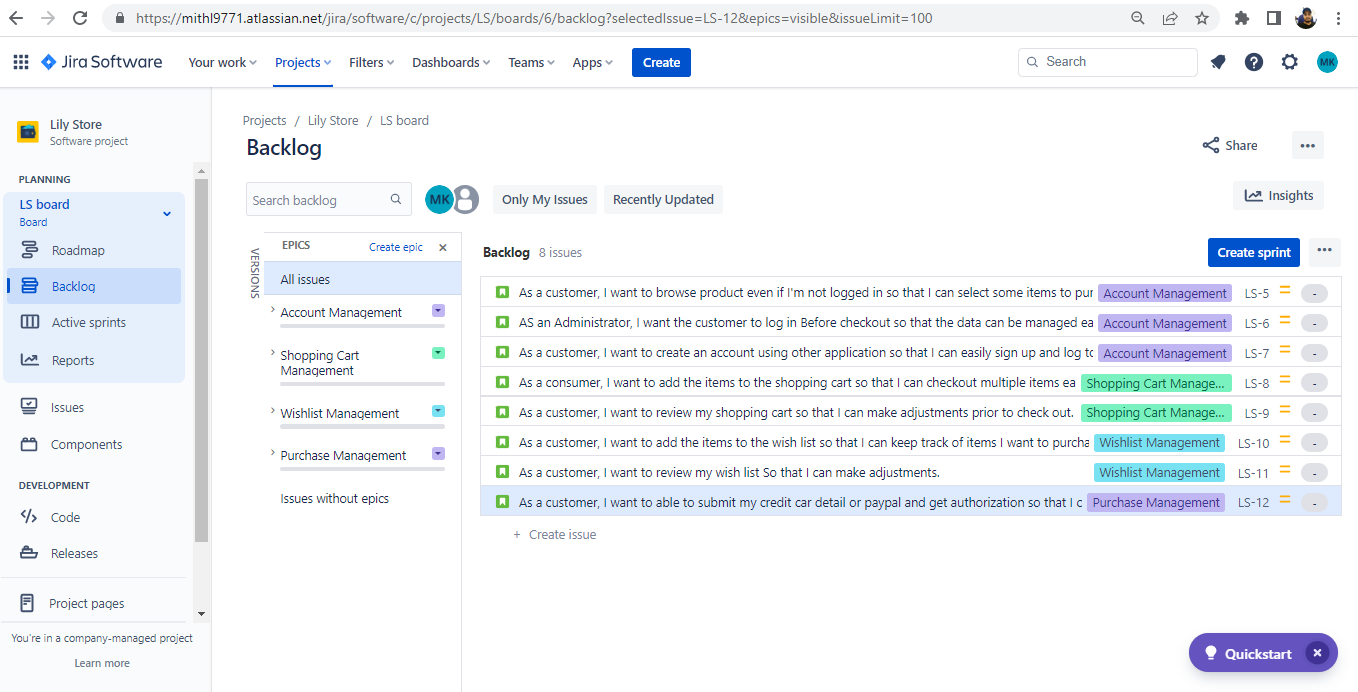 https://mithl9771.atlassian.net/jira/software/c/projects/LS/boards/6/backlog?selectedIssue=LS-12&epics=visible&issueLimit=100
Jira Software Your work Projects Filters Dashboards Teams Apps Create Search MK
Lily Store
Software project
PLANNING
LS board
Board
Roadmap
Backlog
Active sprints
Reports
Issues
Components
DEVELOPMENT
Code
Releases
Project pages
You're in a company-managed project
Learn more
Projects / Lily Store / LS board
Backlog
Share
Search backlog MK Only My Issues Recently Updated
Insights
VERSIONS
EPICS Create epic
All issues
Account Management
Shopping Cart
Management
Wishlist Management
Purchase Management
Issues without epics
Backlog 8 issues Create sprint
As a customer, I want to browse product even if I'm not logged in so that I can select some items to pur Account Management LS-5 -
AS an Administrator, I want the customer to log in Before checkout so that the data can be managed ea Account Management LS-6 -
As a customer, I want to create an account using other application so that I can easily sign up and log to Account Management LS-7 -
As a consumer, I want to add the items to the shopping cart so that I can checkout multiple items ea Shopping Cart Manage... LS-8 -
As a customer, I want to review my shopping cart so that I can make adjustments prior to check out. Shopping Cart Manage... LS-9 -
As a customer, I want to add the items to the wish list so that I can keep track of items I want to purcha Wishlist Management LS-10 -
As a customer, I want to review my wish list So that I can make adjustments. Wishlist Management LS-11 -
As a customer, I want to able to submit my credit car detail or paypal and get authorization so that I c Purchase Management LS-12 -
+ Create issue
Quickstart